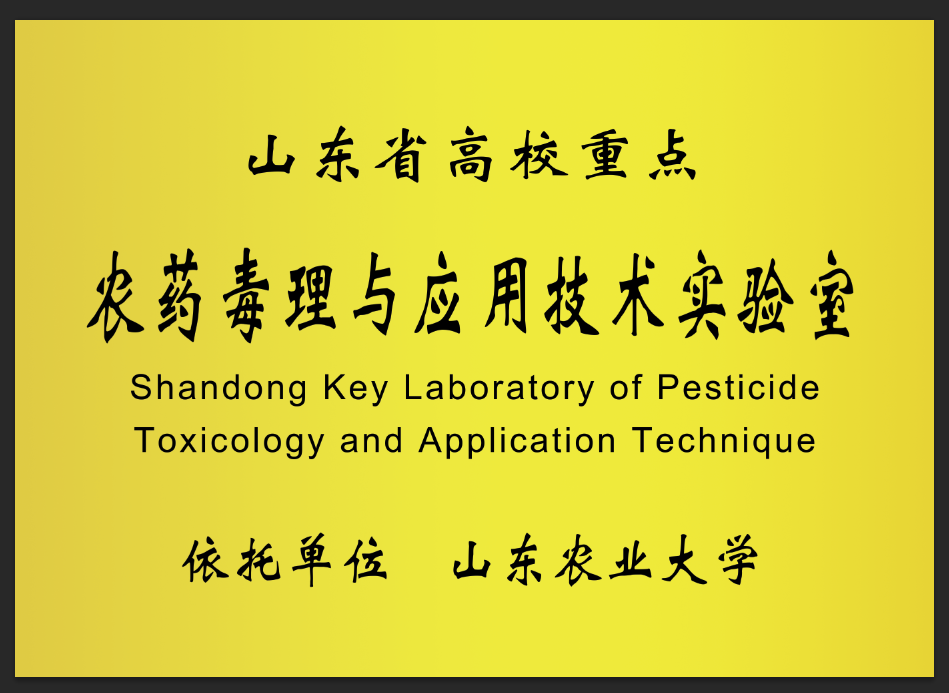 山东省高校重点
农药毒理与应用技术实验室
Shandong Key Laboratory of Pesticide
Toxicology and Application Technique
依托单位 山东农业大学